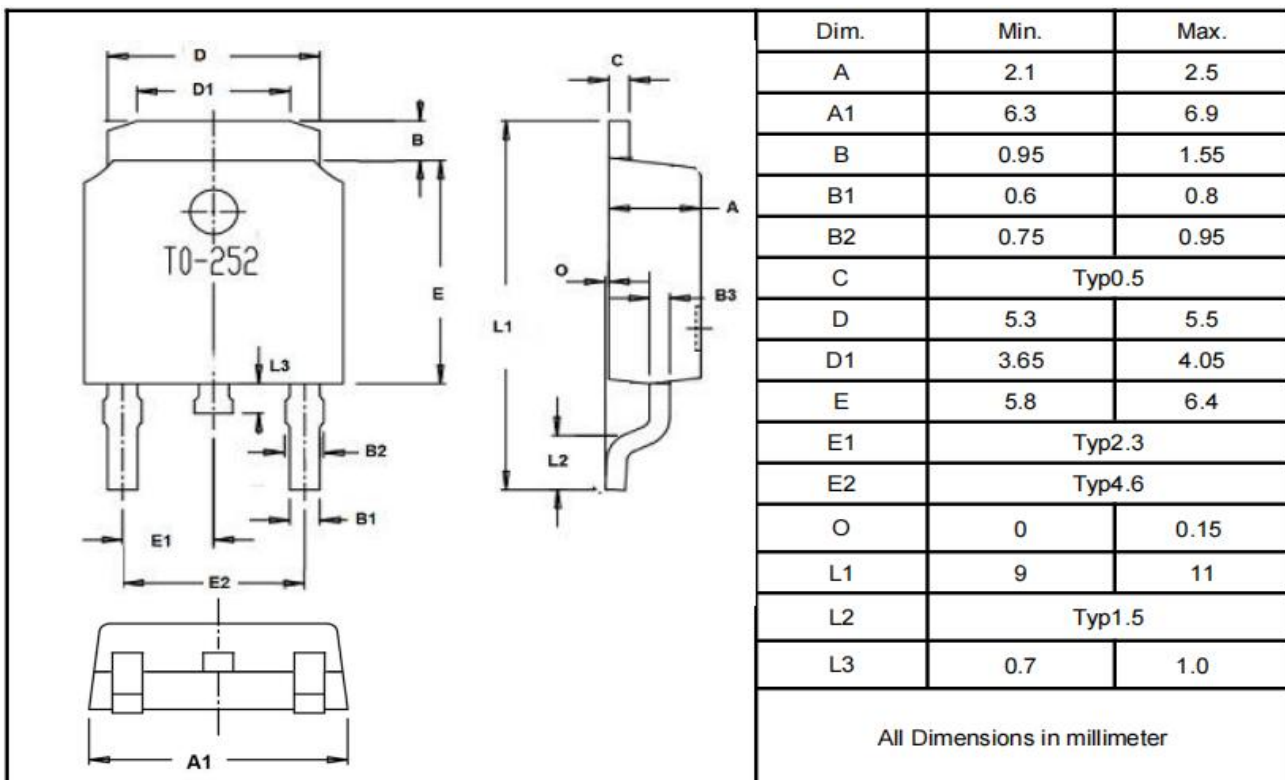 D
D1
B
TO-252
E
L3
B2
B1
E1
E2
A1
C
A
O
B3
L1
L2
Dim. Min. Max.
A 2.1 2.5
A1 6.3 6.9
B 0.95 1.55
B1 0.6 0.8
B2 0.75 0.95
C Typ0.5
D 5.3 5.5
D1 3.65 4.05
E 5.8 6.4
E1 Typ2.3
E2 Typ4.6
O 0 0.15
L1 9 11
L2 Typ1.5
L3 0.7 1.0
All Dimensions in millimeter